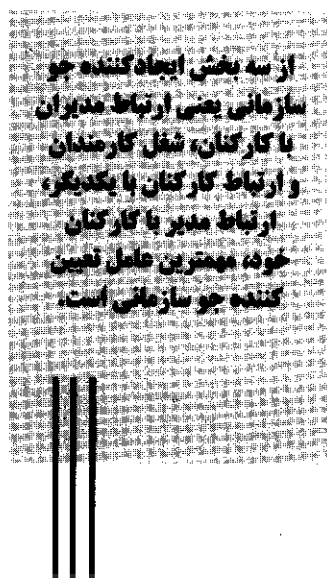 از سه بخش ایجادکننده جو
سازمانی یعنی ارتباط مدیران
با کارکنان، شغل کارمندان
و ارتباط کارکنان با یکدیگر،
ارتباط مدیر با کارکنان
خود، مهمترین عامل تعیین
کننده جو سازمانی است.